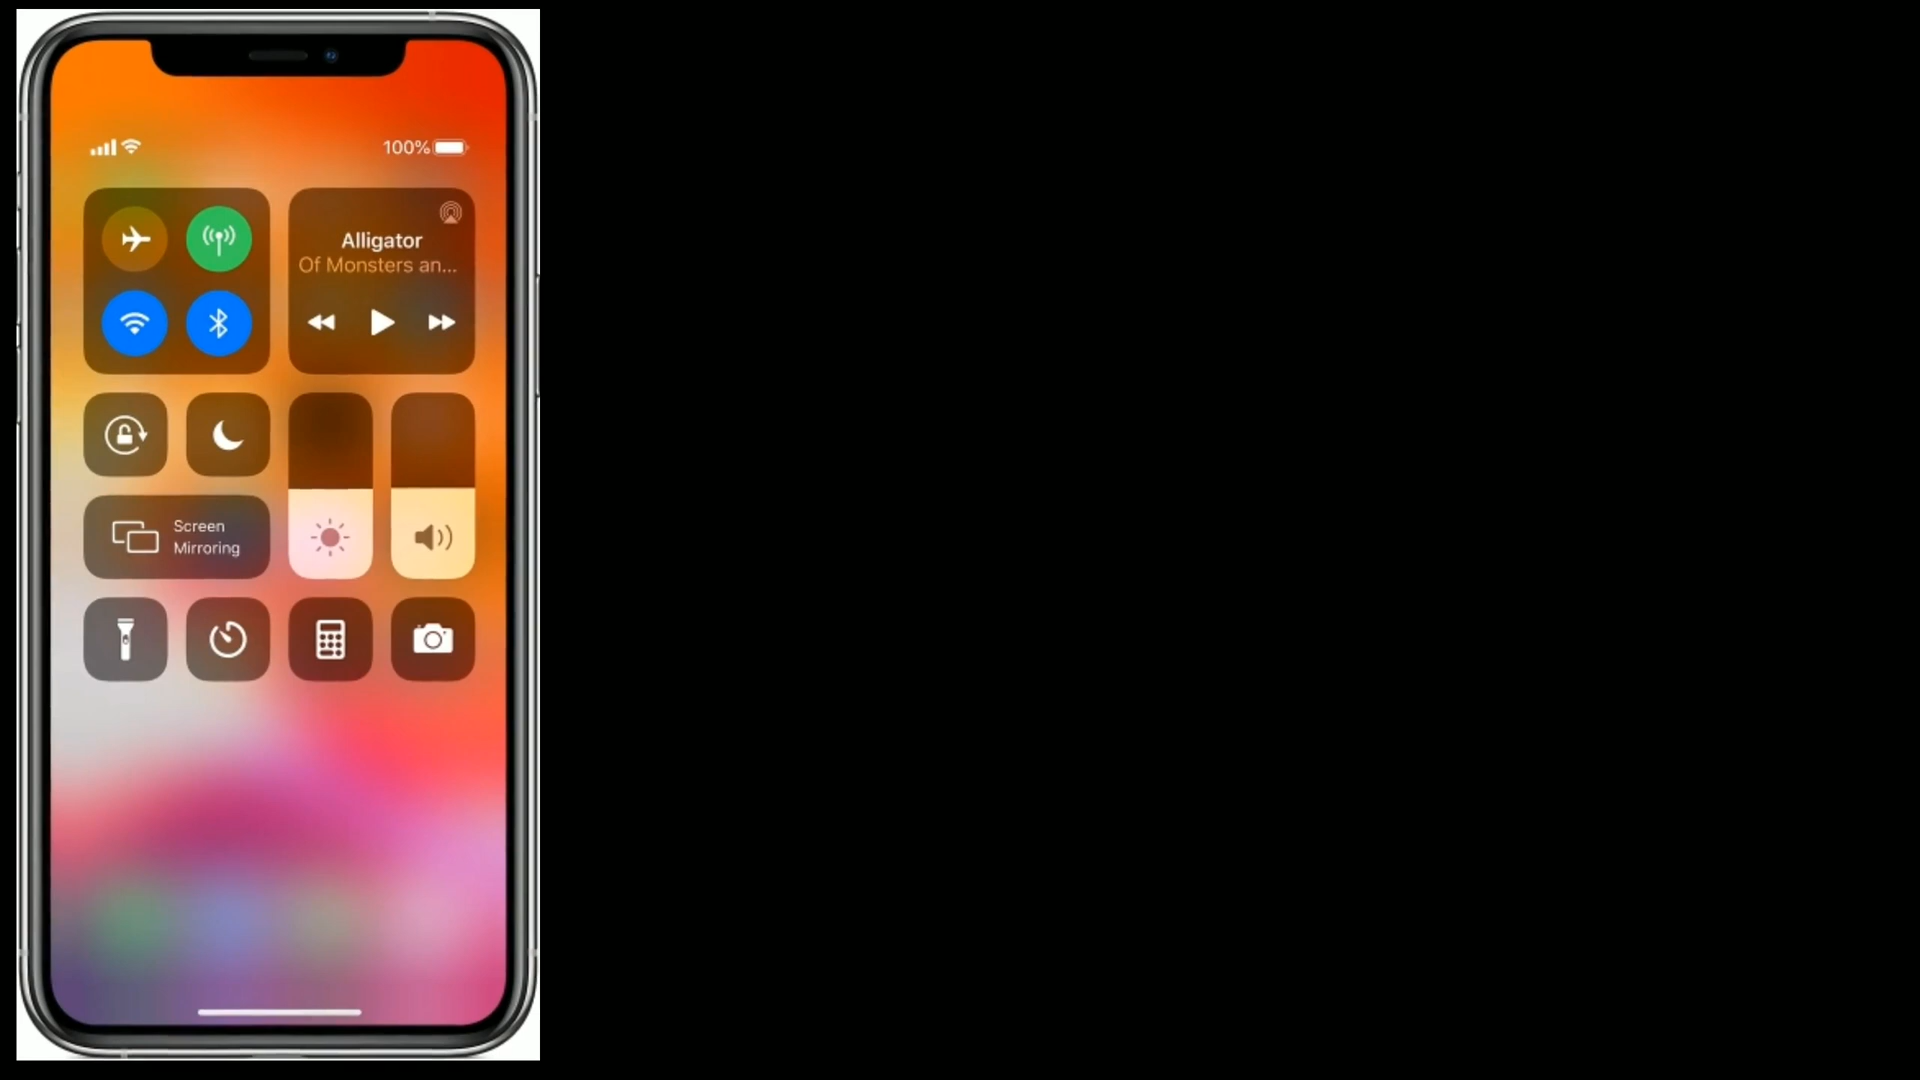 100%
Alligator
Of Monsters an...
Screen
Mirroring